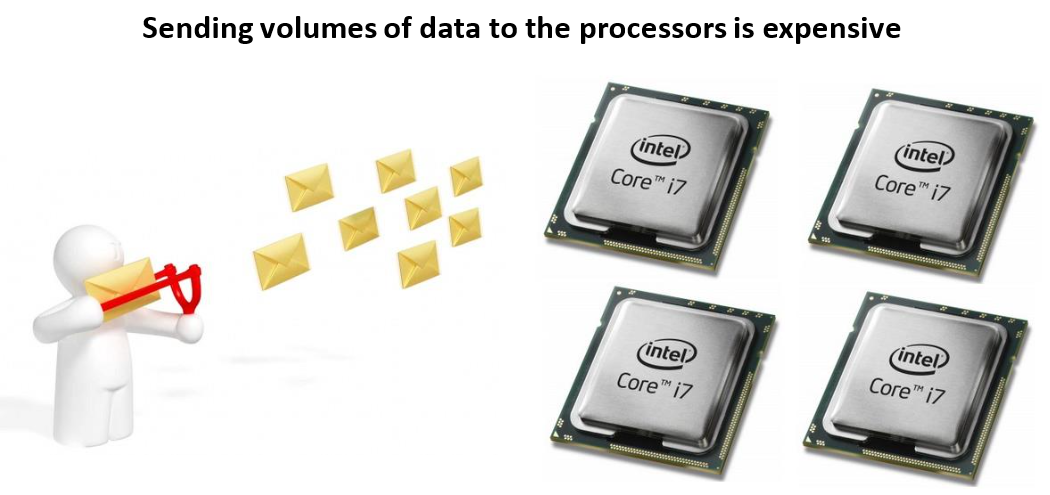 Sending volumes of data to the processors is expensive
intel
Core™ i7
intel
Core™ i7
intel
Core™ i7
intel
Core™ i7